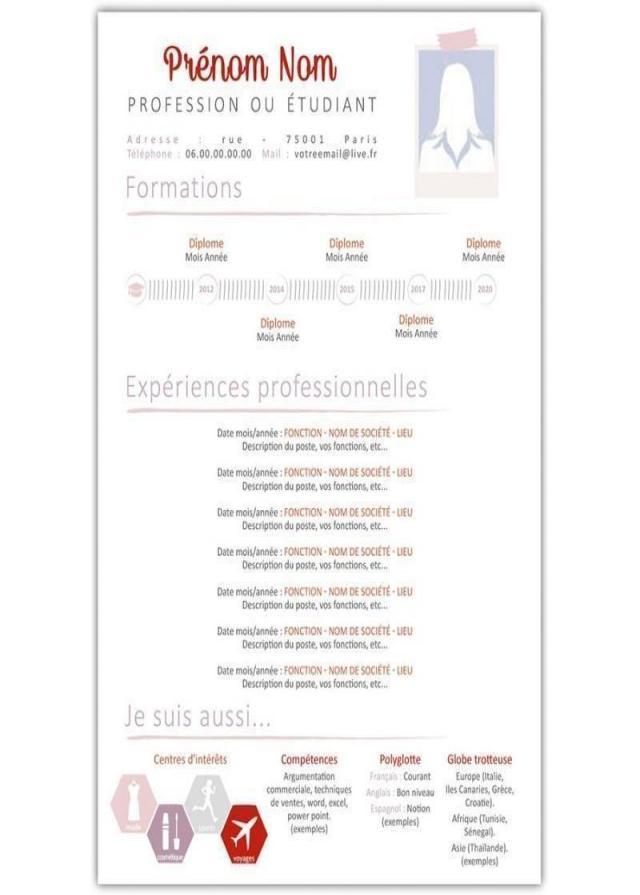 Prénom Nom
PROFESSION OU ÉTUDIANT
Adresse : rue - 75001 Paris
Téléphone : 06.00.00.00.00 Mail : votreemail@live.fr
Formations
Diplome
Mois Année
Diplome
Mois Année
Diplome
Mois Année
2012 2014 2015 2017 2020
Diplome
Mois Année
Diplome
Mois Année
Expériences professionnelles
Date mois/année : FONCTION - NOM DE SOCIÉTÉ - LIEU
Description du poste, vos fonctions, etc...
Date mois/année : FONCTION - NOM DE SOCIÉTÉ - LIEU
Description du poste, vos fonctions, etc...
Date mois/année : FONCTION - NOM DE SOCIÉTÉ - LIEU
Description du poste, vos fonctions, etc...
Date mois/année : FONCTION - NOM DE SOCIÉTÉ - LIEU
Description du poste, vos fonctions, etc...
Date mois/année : FONCTION - NOM DE SOCIÉTÉ - LIEU
Description du poste, vos fonctions, etc...
Date mois/année : FONCTION - NOM DE SOCIÉTÉ - LIEU
Description du poste, vos fonctions, etc...
Date mois/année : FONCTION - NOM DE SOCIÉTÉ - LIEU
Description du poste, vos fonctions, etc...
Je suis aussi...
Centres d'intérêts
mode
cosmétique
sports
voyages
Compétences
Argumentation
commerciale, techniques
de ventes, word, excel,
power point.
(exemples)
Polyglotte
Français : Courant
Anglais : Bon niveau
Espagnol : Notion
(exemples)
Globe trotteuse
Europe (Italie,
Iles Canaries, Grèce,
Croatie).
Afrique (Tunisie,
Sénégal).
Asie (Thaïlande).
(exemples)